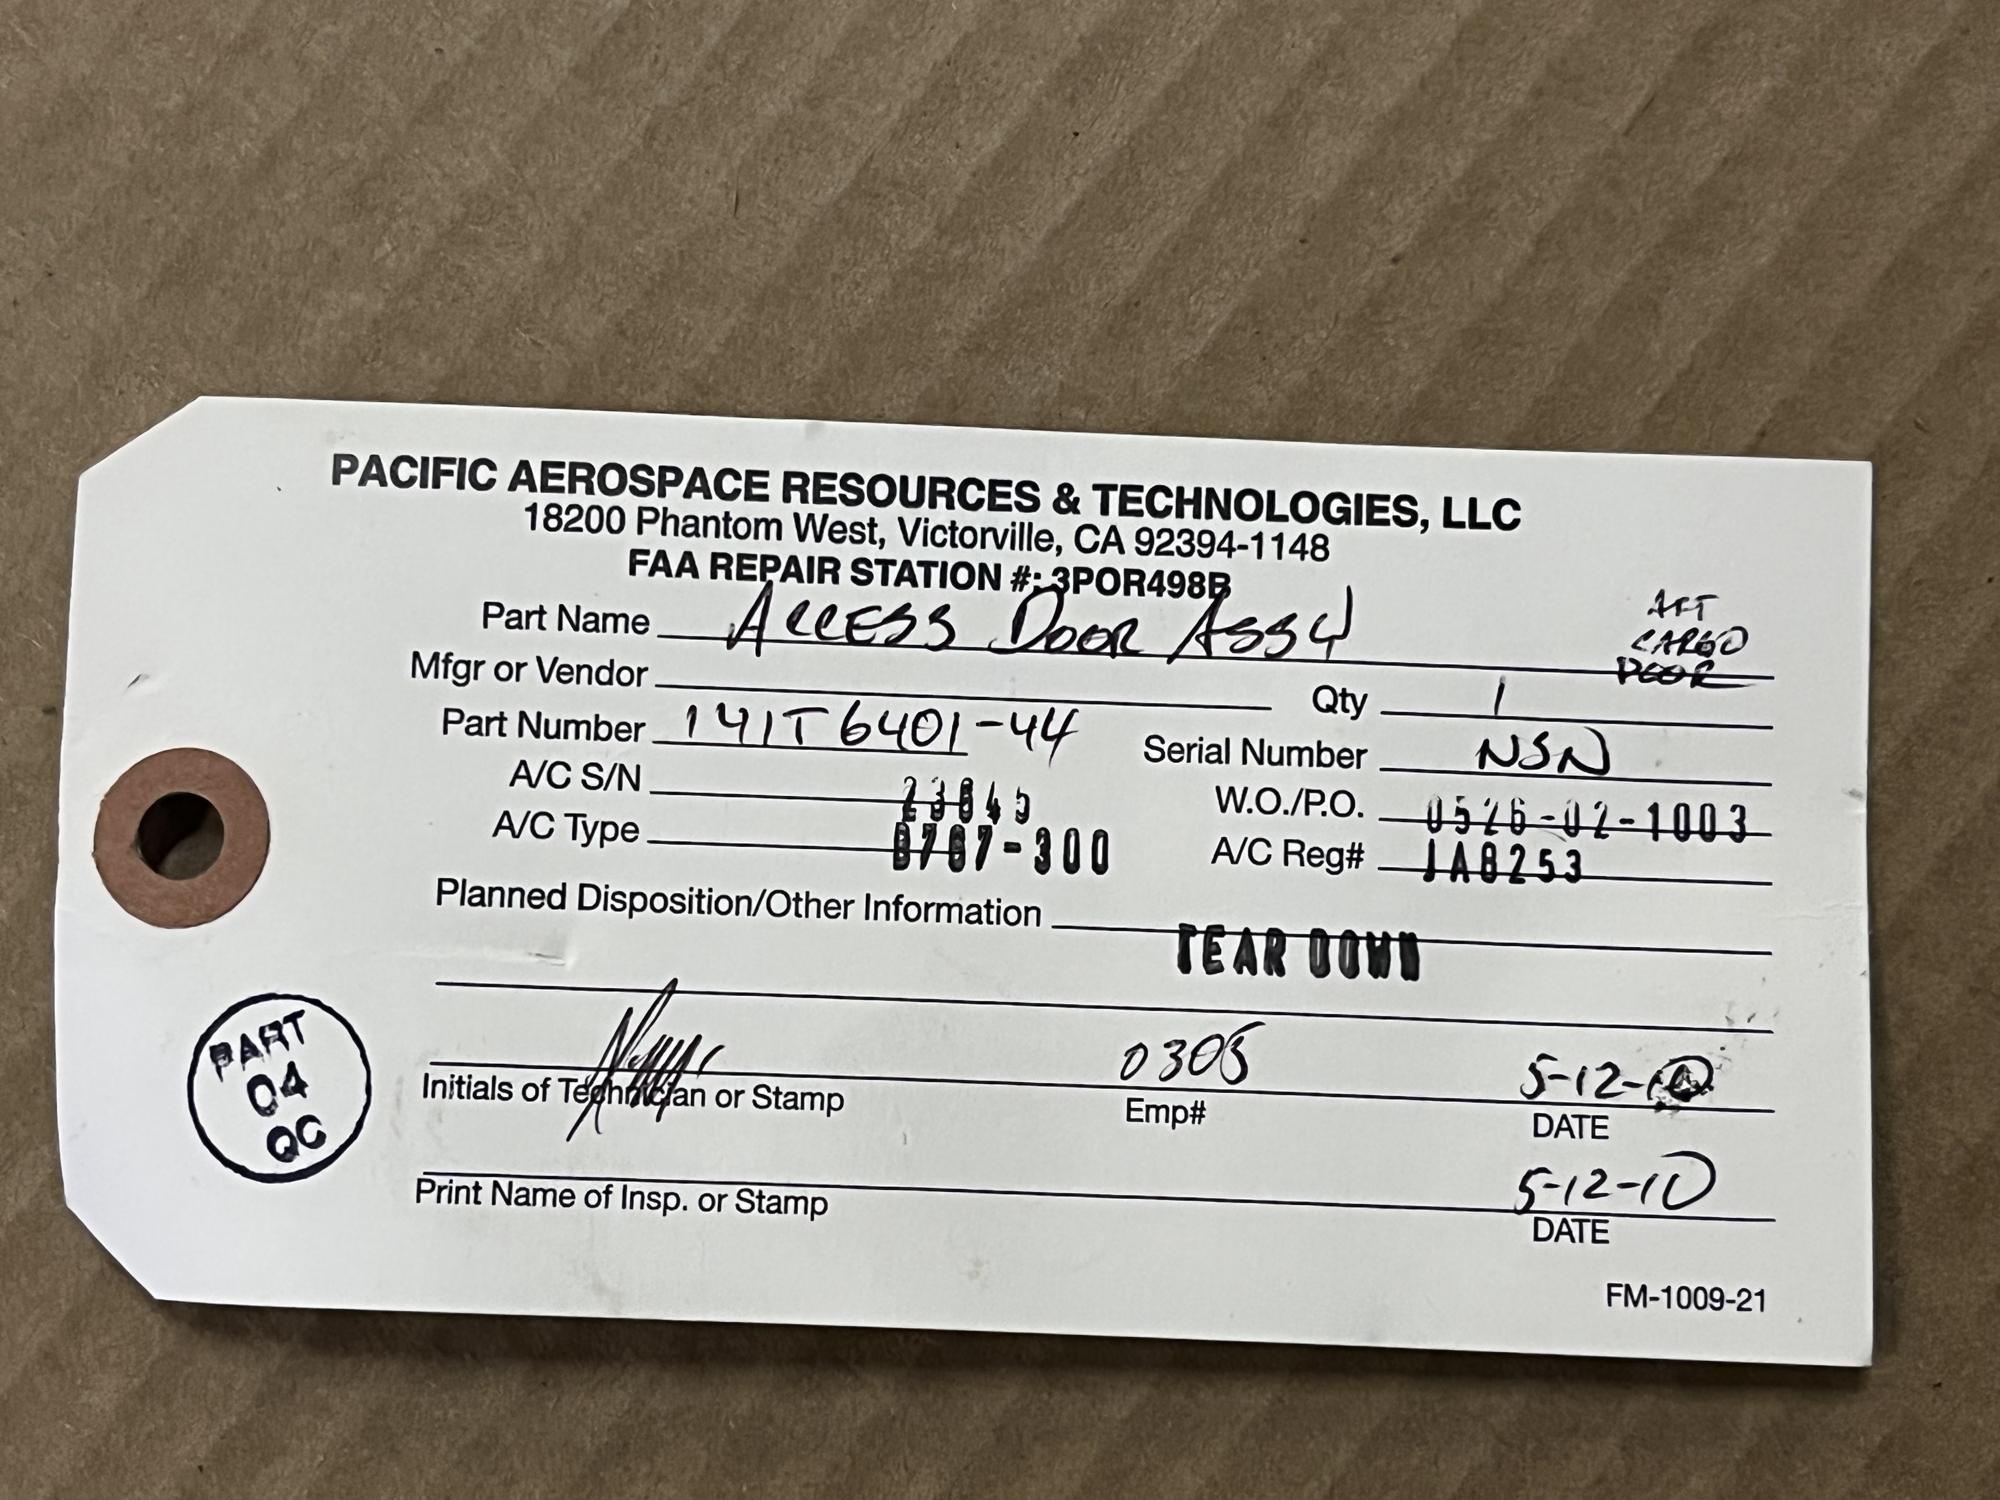 PACIFIC AEROSPACE RESOURCES & TECHNOLOGIES, LLC
18200 Phantom West, Victorville, CA 92394-1148
FAA REPAIR STATION #: 3POR498B
Part Name ACCESS DOOR ASSY
AFT
CARGO
DOOR
Mfgr or Vendor Qty 1
Part Number 141T6401-44 Serial Number NSN
A/C S/N 23645 W.O./P.O. 0526-02-1003
A/C Type B767-300 A/C Reg# JA8253
Planned Disposition/Other Information
TEAR DOWN
0305 5-12-10
Initials of Technician or Stamp Emp# DATE
5-12-10
Print Name of Insp. or Stamp DATE
PART
04
QC
FM-1009-21